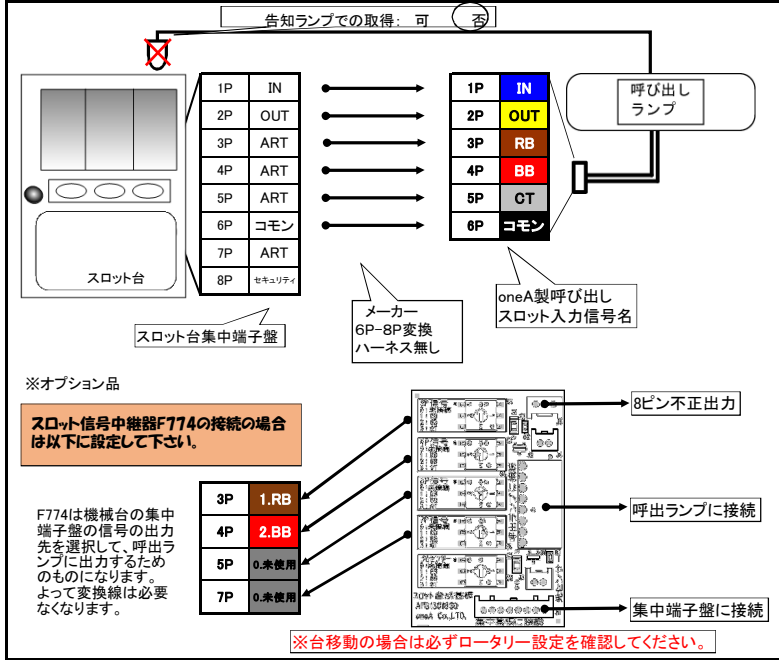 告知ランプでの取得： 可 否
呼び出し
ランプ
1P IN
2P OUT
3P ART
4P ART
5P ART
6P コモン
7P ART
8P セキュリティ
1P IN
2P OUT
3P RB
4P BB
5P CT
6P コモン
スロット台
スロット台集中端子盤
メーカー
6P-8P変換
ハーネス無し
oneA製呼び出し
スロット入力信号名
※オプション品
スロット信号中継器F774の接続の場合
は以下に設定して下さい。
F774は機械台の集中
端子盤の信号の出力
先を選択して、呼出ラ
ンプに出力するため
のものになります。
よって変換線は必要
なくなります。
3P 1.RB
4P 2.BB
5P 0.未使用
7P 0.未使用
8ピン不正出力
呼出ランプに接続
集中端子盤に接続
※台移動の場合は必ずロータリー設定を確認してください。